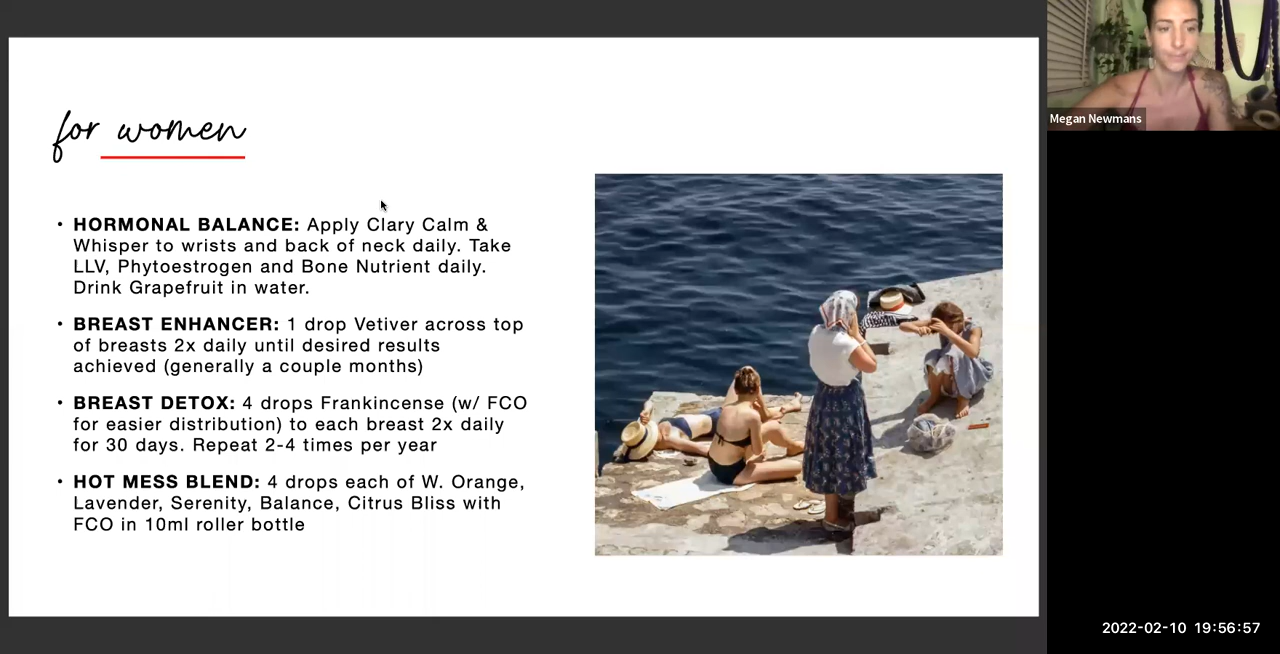 for women
• HORMONAL BALANCE: Apply Clary Calm &
Whisper to wrists and back of neck daily. Take
LLV, Phytoestrogen and Bone Nutrient daily.
Drink Grapefruit in water.
• BREAST ENHANCER: 1 drop Vetiver across top
of breasts 2x daily until desired results
achieved (generally a couple months)
• BREAST DETOX: 4 drops Frankincense (w/ FCO
for easier distribution) to each breast 2x daily
for 30 days. Repeat 2-4 times per year
• HOT MESS BLEND: 4 drops each of W. Orange,
Lavender, Serenity, Balance, Citrus Bliss with
FCO in 10ml roller bottle
Megan Newmans
2022-02-10 19:56:57